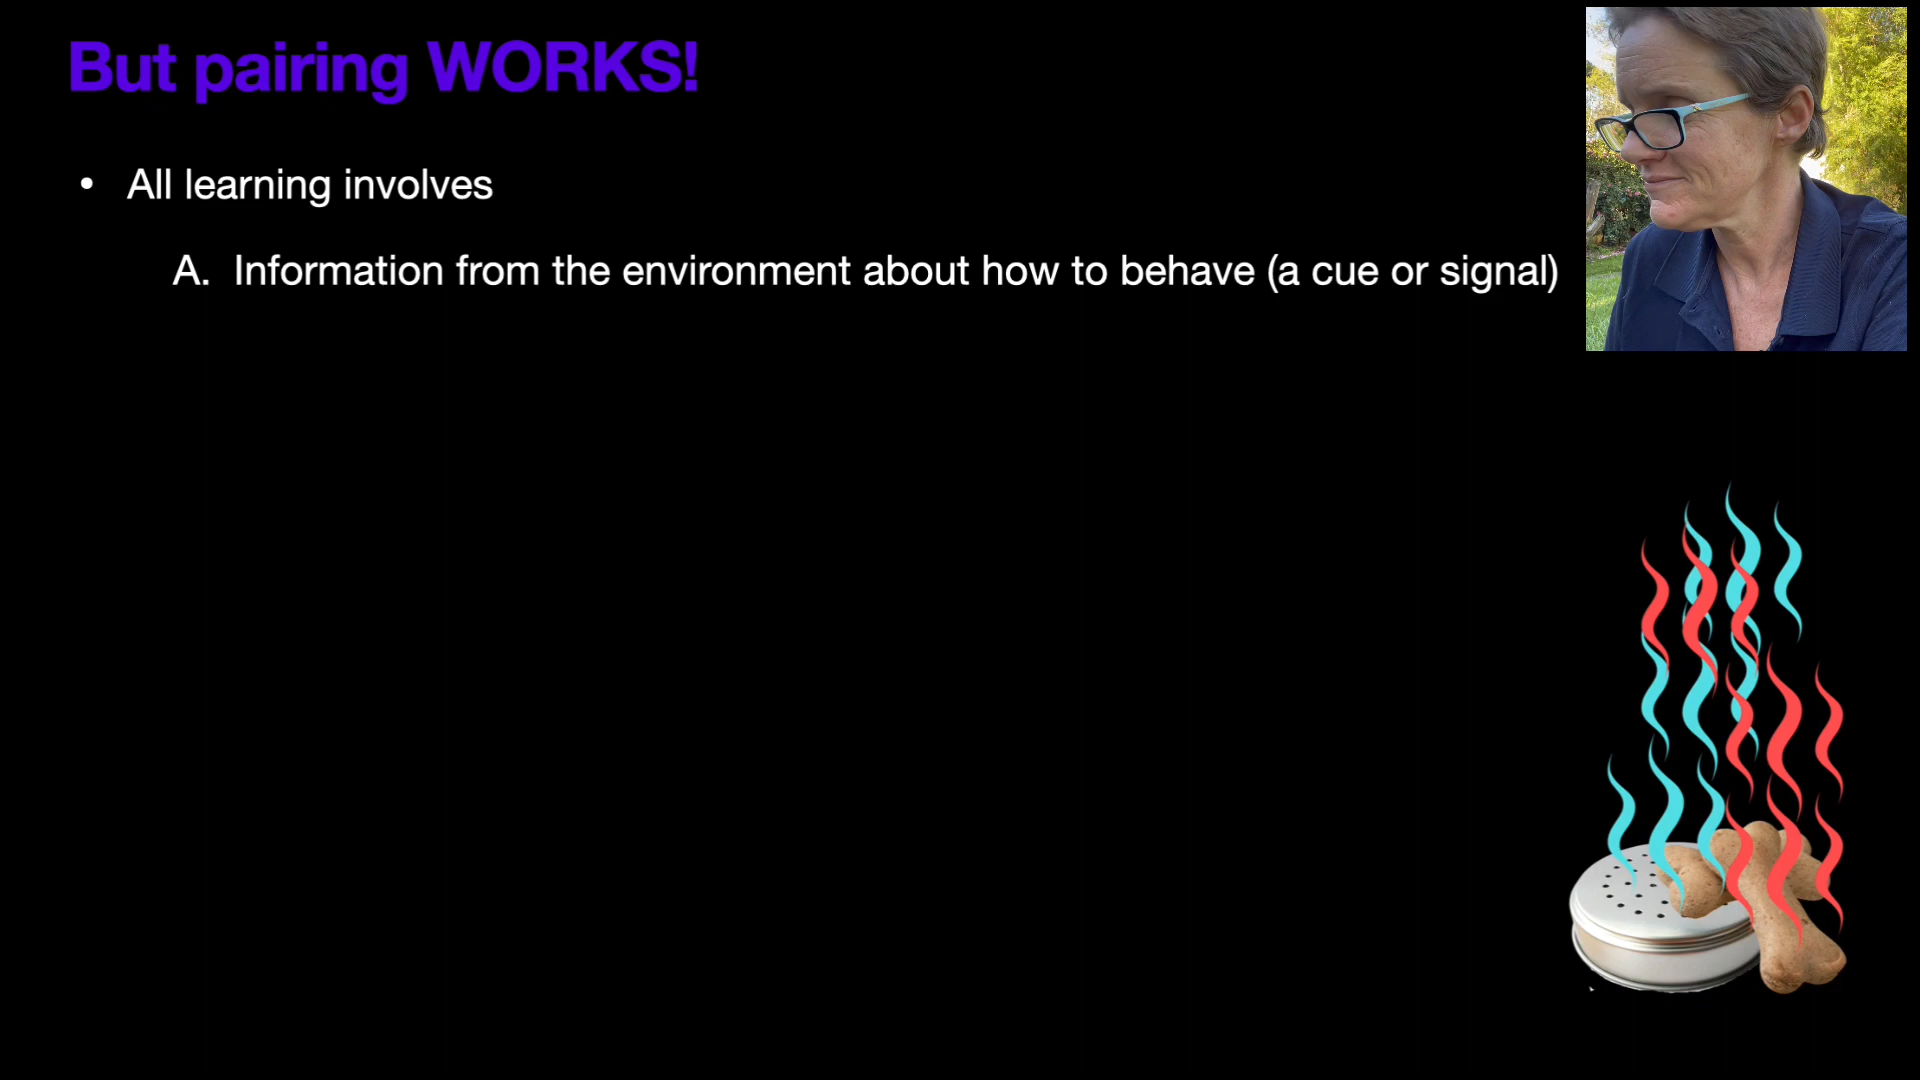 But pairing WORKS!
• All learning involves
A. Information from the environment about how to behave (a cue or signal)